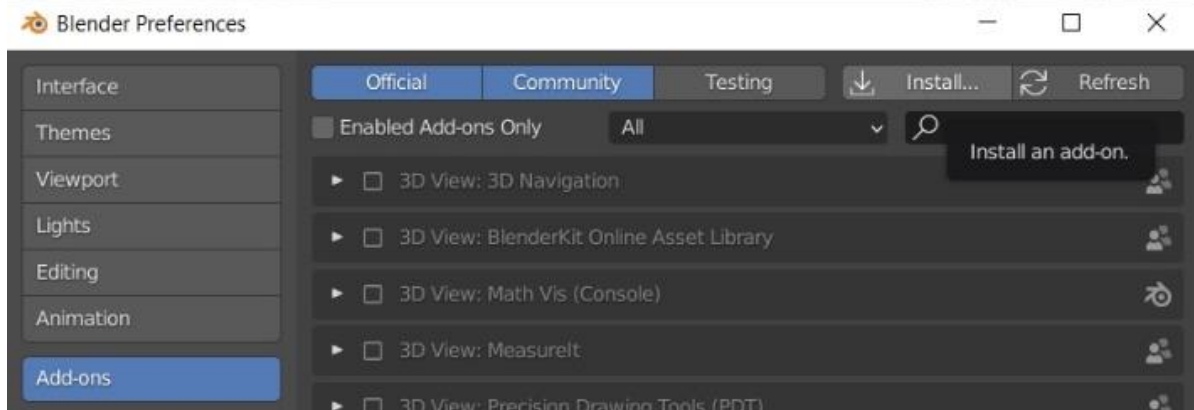 Blender Preferences
Interface
Themes
Viewport
Lights
Editing
Animation
Add-ons
Official Community Testing Install... Refresh
Enabled Add-ons Only All
Install an add-on.
3D View: 3D Navigation
3D View: BlenderKit Online Asset Library
3D View: Math Vis (Console)
3D View: MeasureIt
3D View: Precision Drawing Tools (PDT)